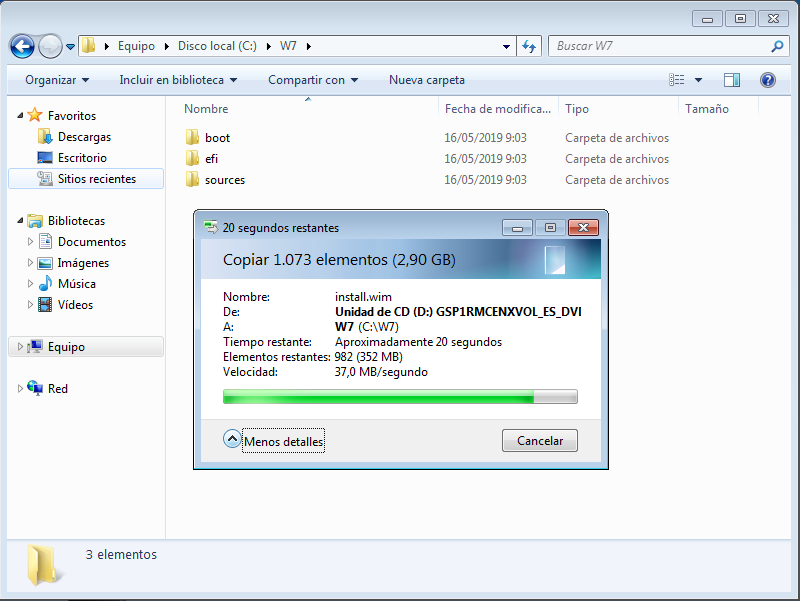 Equipo Disco local (C:) W7
Buscar W7
Organizar Incluir en biblioteca Compartir con Nueva carpeta
Favoritos
Descargas
Escritorio
Sitios recientes
Bibliotecas
Documentos
Imágenes
Música
Vídeos
Equipo
Red
Nombre Fecha de modifica... Tipo Tamaño
boot 16/05/2019 9:03 Carpeta de archivos
efi 16/05/2019 9:03 Carpeta de archivos
sources 16/05/2019 9:03 Carpeta de archivos
20 segundos restantes
Copiar 1.073 elementos (2,90 GB)
Nombre: install.wim
De: Unidad de CD (D:) GSP1RMCENXVOL_ES_DVI
A: W7 (C:\W7)
Tiempo restante: Aproximadamente 20 segundos
Elementos restantes: 982 (352 MB)
Velocidad: 37,0 MB/segundo
Menos detalles
Cancelar
3 elementos